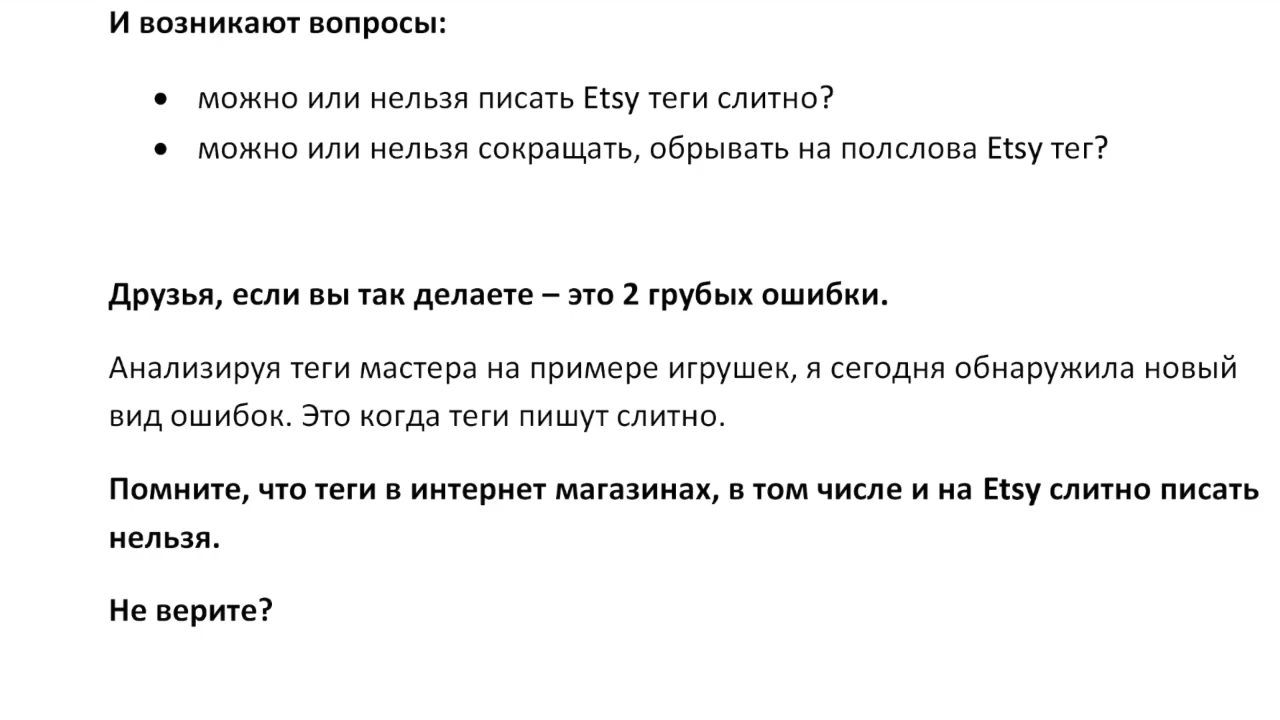 И возникают вопросы:
• можно или нельзя писать Etsy теги слитно?
• можно или нельзя сокращать, обрывать на полслова Etsy тег?
Друзья, если вы так делаете – это 2 грубых ошибки.
Анализируя теги мастера на примере игрушек, я сегодня обнаружила новый
вид ошибок. Это когда теги пишут слитно.
Помните, что теги в интернет магазинах, в том числе и на Etsy слитно писать
нельзя.
Не верите?